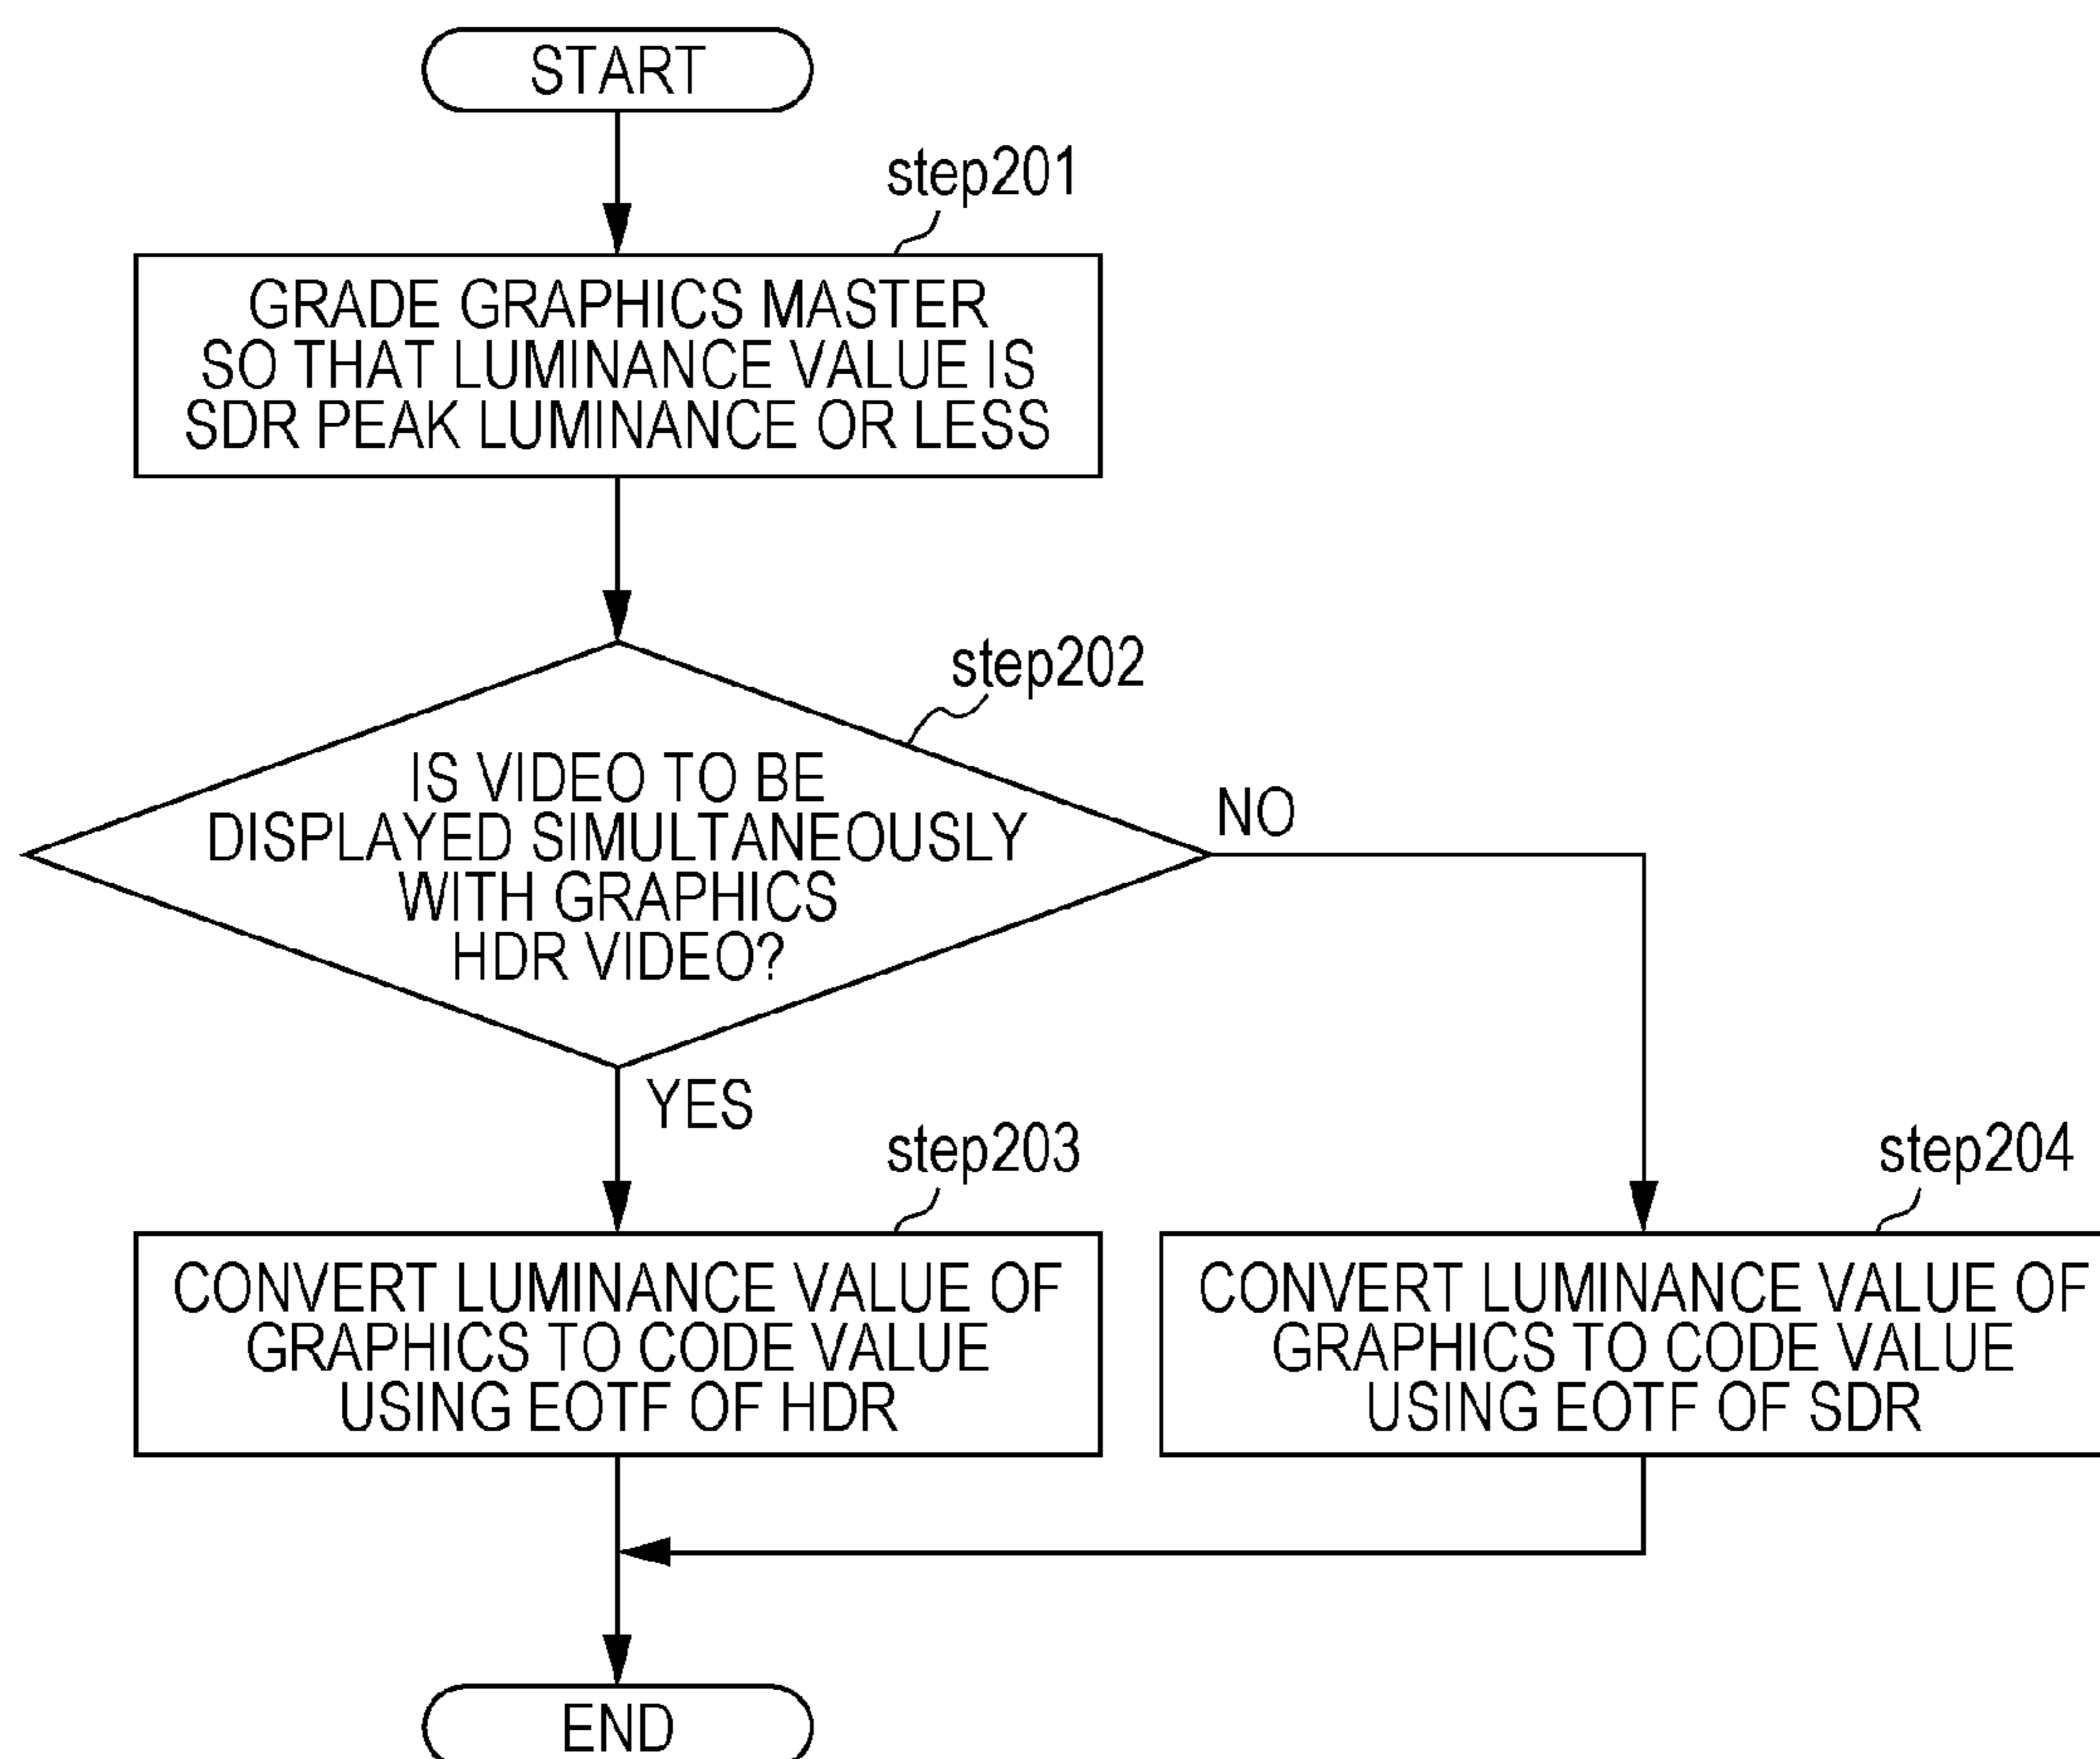 START
step201
GRADE GRAPHICS MASTER
SO THAT LUMINANCE VALUE IS
SDR PEAK LUMINANCE OR LESS
step202
IS VIDEO TO BE
DISPLAYED SIMULTANEOUSLY
WITH GRAPHICS
HDR VIDEO?
NO
YES
step203
CONVERT LUMINANCE VALUE OF
GRAPHICS TO CODE VALUE
USING EOTF OF HDR
step204
CONVERT LUMINANCE VALUE OF
GRAPHICS TO CODE VALUE
USING EOTF OF SDR
END